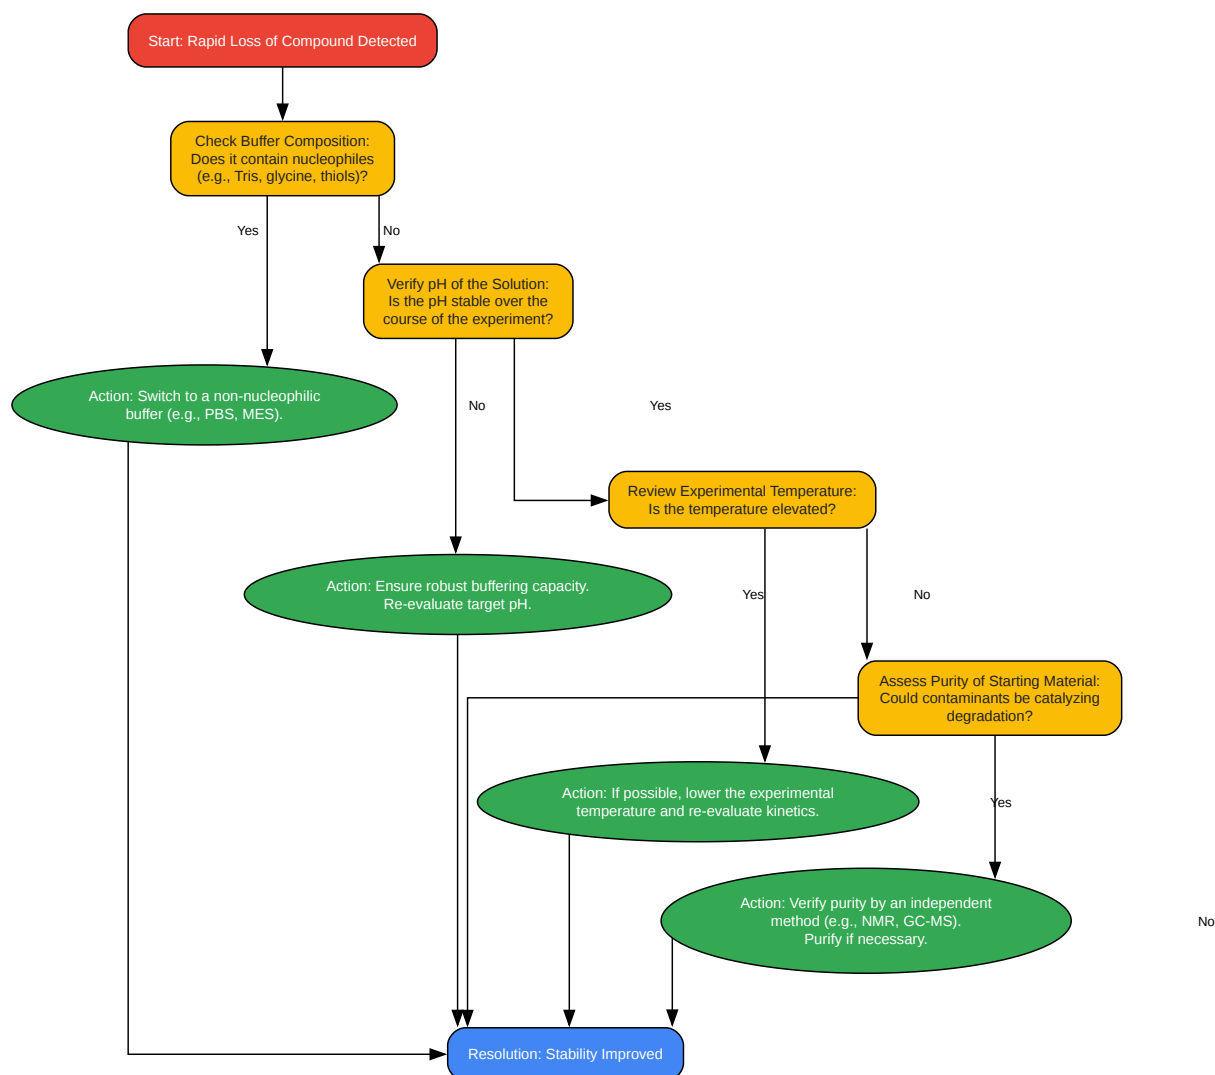 Start: Rapid Loss of Compound Detected
Check Buffer Composition:
Does it contain nucleophiles
(e.g., Tris, glycine, thiols)?
Yes
No
Verify pH of the Solution:
Is the pH stable over the
course of the experiment?
Action: Switch to a non-nucleophilic
buffer (e.g., PBS, MES).
No
Yes
Review Experimental Temperature:
Is the temperature elevated?
Action: Ensure robust buffering capacity.
Re-evaluate target pH.
Yes
No
Assess Purity of Starting Material:
Could contaminants be catalyzing
degradation?
Action: If possible, lower the experimental
temperature and re-evaluate kinetics.
Yes
Action: Verify purity by an independent
method (e.g., NMR, GC-MS).
Purify if necessary.
No
Resolution: Stability Improved